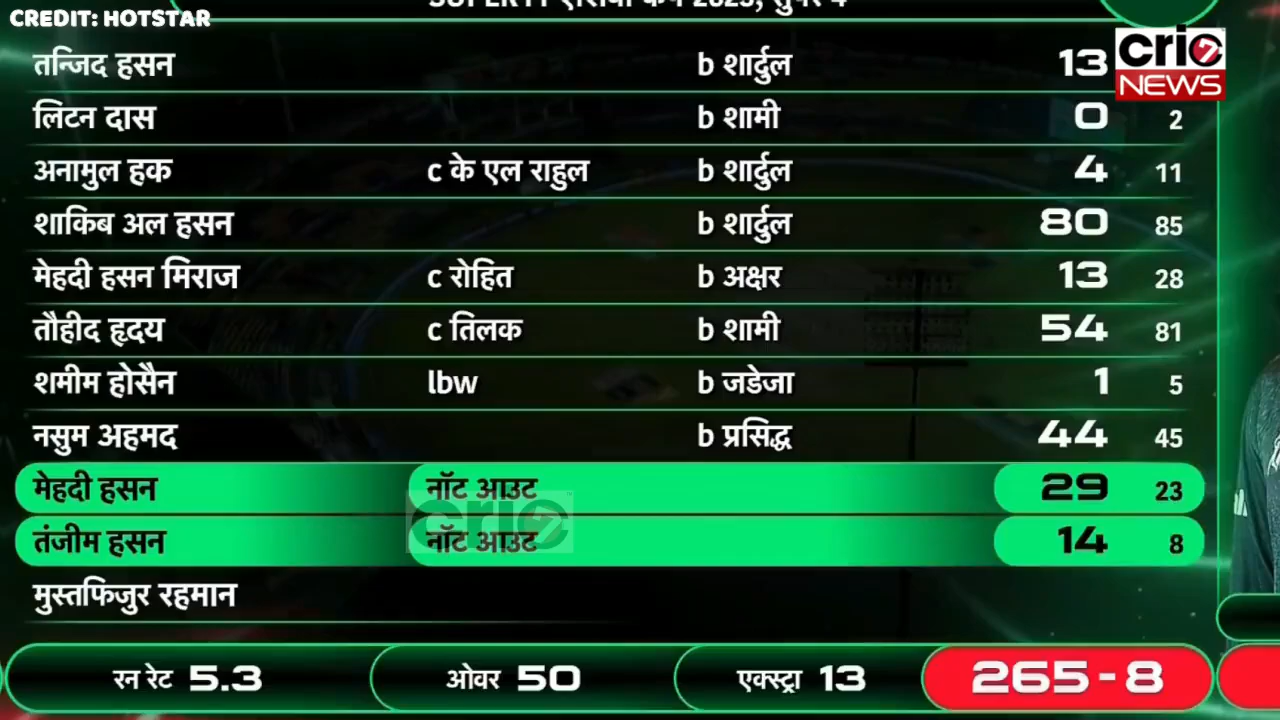 CREDIT: HOTSTAR
cric7 NEWS
तन्जिद हसन b शार्दुल 13
लिटन दास b शामी 0 2
अनामुल हक c के एल राहुल b शार्दुल 4 11
शाकिब अल हसन b शार्दुल 80 85
मेहदी हसन मिराज c रोहित b अक्षर 13 28
तौहीद हृदय c तिलक b शामी 54 81
शमीम होसैन lbw b जडेजा 1 5
नसुम अहमद b प्रसिद्ध 44 45
मेहदी हसन नॉट आउट 29 23
तंजीम हसन नॉट आउट 14 8
मुस्तफिजुर रहमान
रन रेट 5.3 ओवर 50 एक्स्ट्रा 13 265-8